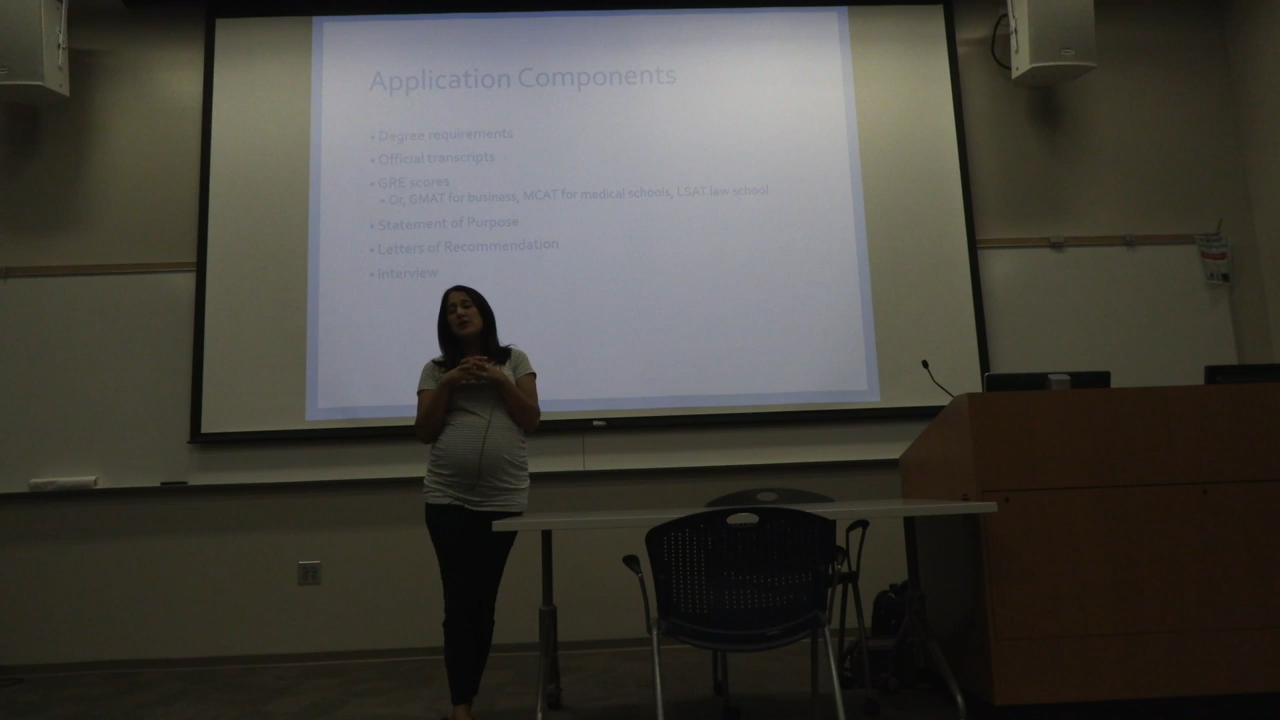 Application Components
▪ Degree requirements
▪ Official transcripts
▪ GRE scores
▪ Or, GMAT for business, MCAT for medical schools, LSAT law school
▪ Statement of Purpose
▪ Letters of Recommendation
▪ Interview